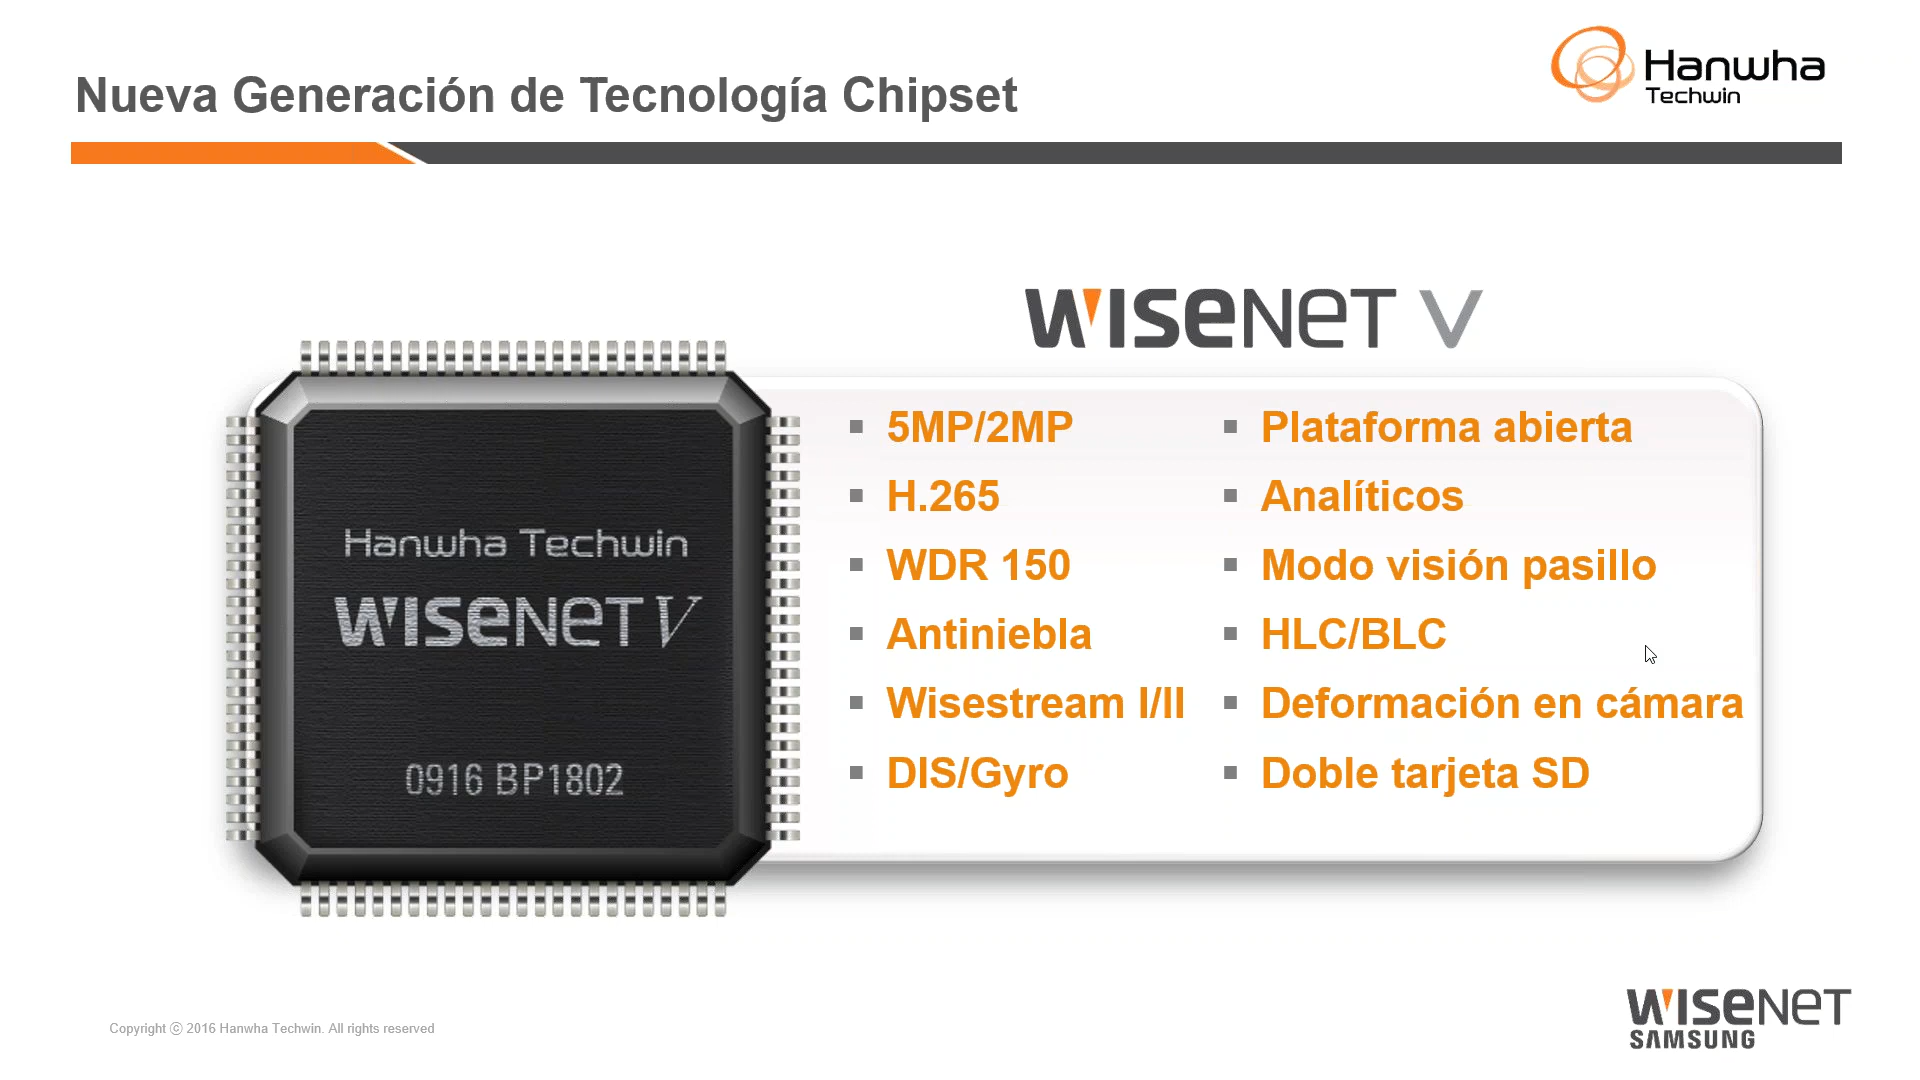 Nueva Generación de Tecnología Chipset
Hanwha
Techwin
WISENET V
Hanwha Techwin
WISENET V
0916 BP1802
5MP/2MP
H.265
WDR 150
Antiniebla
Wisestream I/II
DIS/Gyro
Plataforma abierta
Analíticos
Modo visión pasillo
HLC/BLC
Deformación en cámara
Doble tarjeta SD
Copyright ⓒ 2016 Hanwha Techwin. All rights reserved
WISENET
SAMSUNG